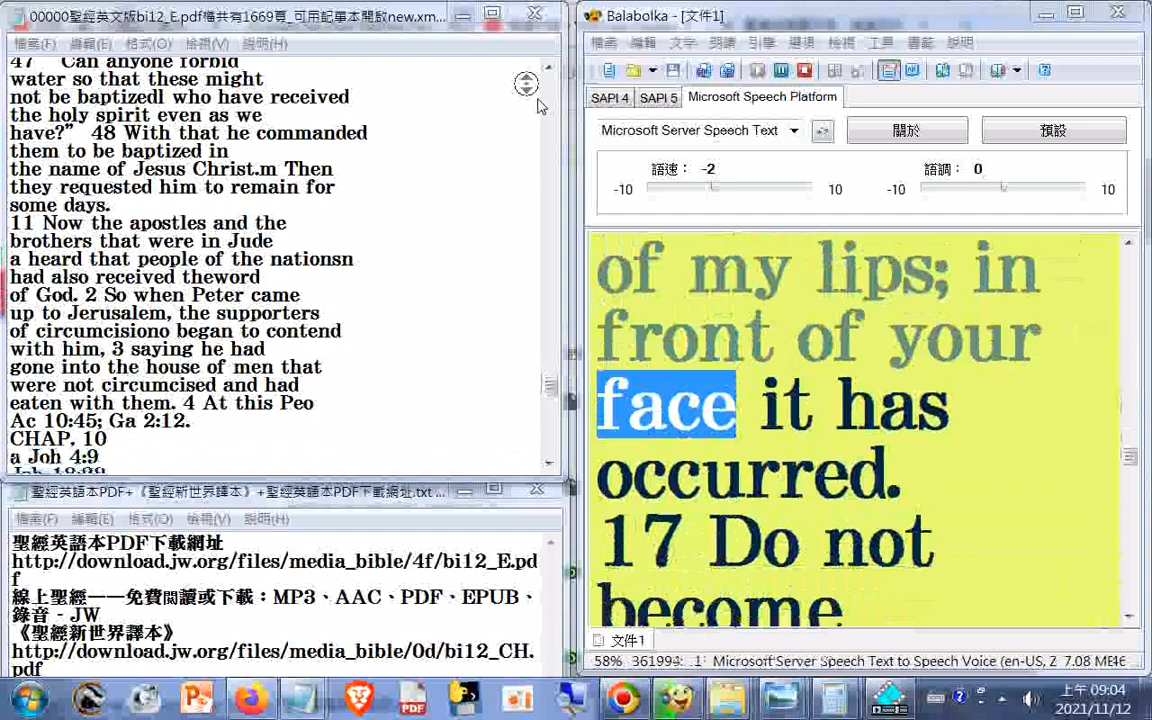 00000聖經英文版bi12_E.pdf檔共有1669頁_可用記事本開啟new.xm...
檔案(F) 編輯(E) 格式(O) 檢視(V) 說明(H)
47 “Can anyone forbid
water so that these might
not be baptizedl who have received
the holy spirit even as we
have?” 48 With that he commanded
them to be baptized in
the name of Jesus Christ.m Then
they requested him to remain for
some days.
11 Now the apostles and the
brothers that were in Jude
a heard that people of the nationsn
had also received theword
of God. 2 So when Peter came
up to Jerusalem, the supporters
of circumcisiono began to contend
with him, 3 saying he had
gone into the house of men that
were not circumcised and had
eaten with them. 4 At this Peo
Ac 10:45; Ga 2:12.
CHAP. 10
a Joh 4:9
聖經英語本PDF+《聖經新世界譯本》+聖經英語本PDF下載網址.txt ...
檔案(F) 編輯(E) 格式(O) 檢視(V) 說明(H)
聖經英語本PDF下載網址
http://download.jw.org/files/media_bible/4f/bi12_E.pd
f
線上聖經——免費閱讀或下載：MP3、AAC、PDF、EPUB、
錄音 - JW
《聖經新世界譯本》
http://download.jw.org/files/media_bible/0d/bi12_CH.
pdf
Balabolka - [文件1]
檔案 編輯 文字 朗讀 引擎 選項 檢視 工具 書籤 說明
SAPI 4 SAPI 5 Microsoft Speech Platform
Microsoft Server Speech Text 關於 預設
語速： -2 語調： 0
-10 10 -10 10
of my lips; in
front of your
face it has
occurred.
17 Do not
become
文件1
58% Microsoft Server Speech Text to Speech Voice (en-US, Z 7.08 ME
上午 09:04
2021/11/12